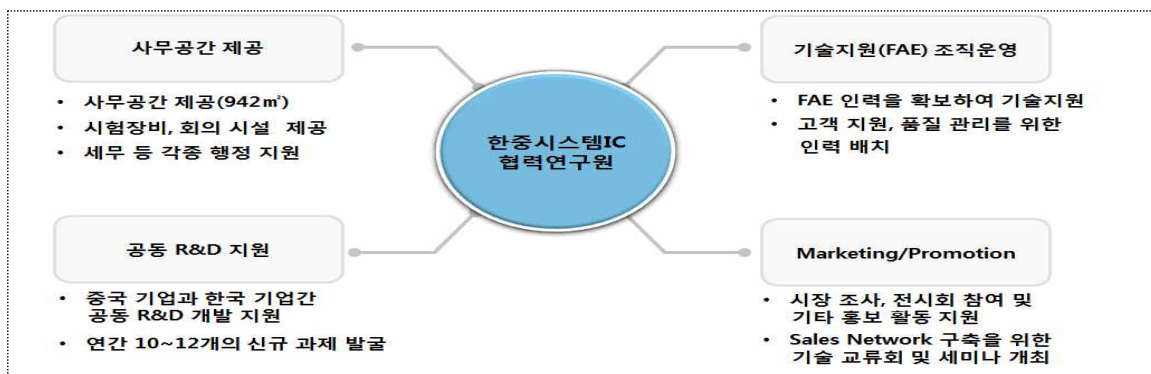 사무공간 제공
• 사무공간 제공(942㎡)
• 시험장비, 회의 시설 제공
• 세무 등 각종 행정 지원
기술지원(FAE) 조직운영
• FAE 인력을 확보하여 기술지원
• 고객 지원, 품질 관리를 위한
인력 배치
한중시스템IC
협력연구원
공동 R&D 지원
• 중국 기업과 한국 기업간
공동 R&D 개발 지원
• 연간 10~12개의 신규 과제 발굴
Marketing/Promotion
• 시장 조사, 전시회 참여 및
기타 홍보 활동 지원
• Sales Network 구축을 위한
기술 교류회 및 세미나 개최